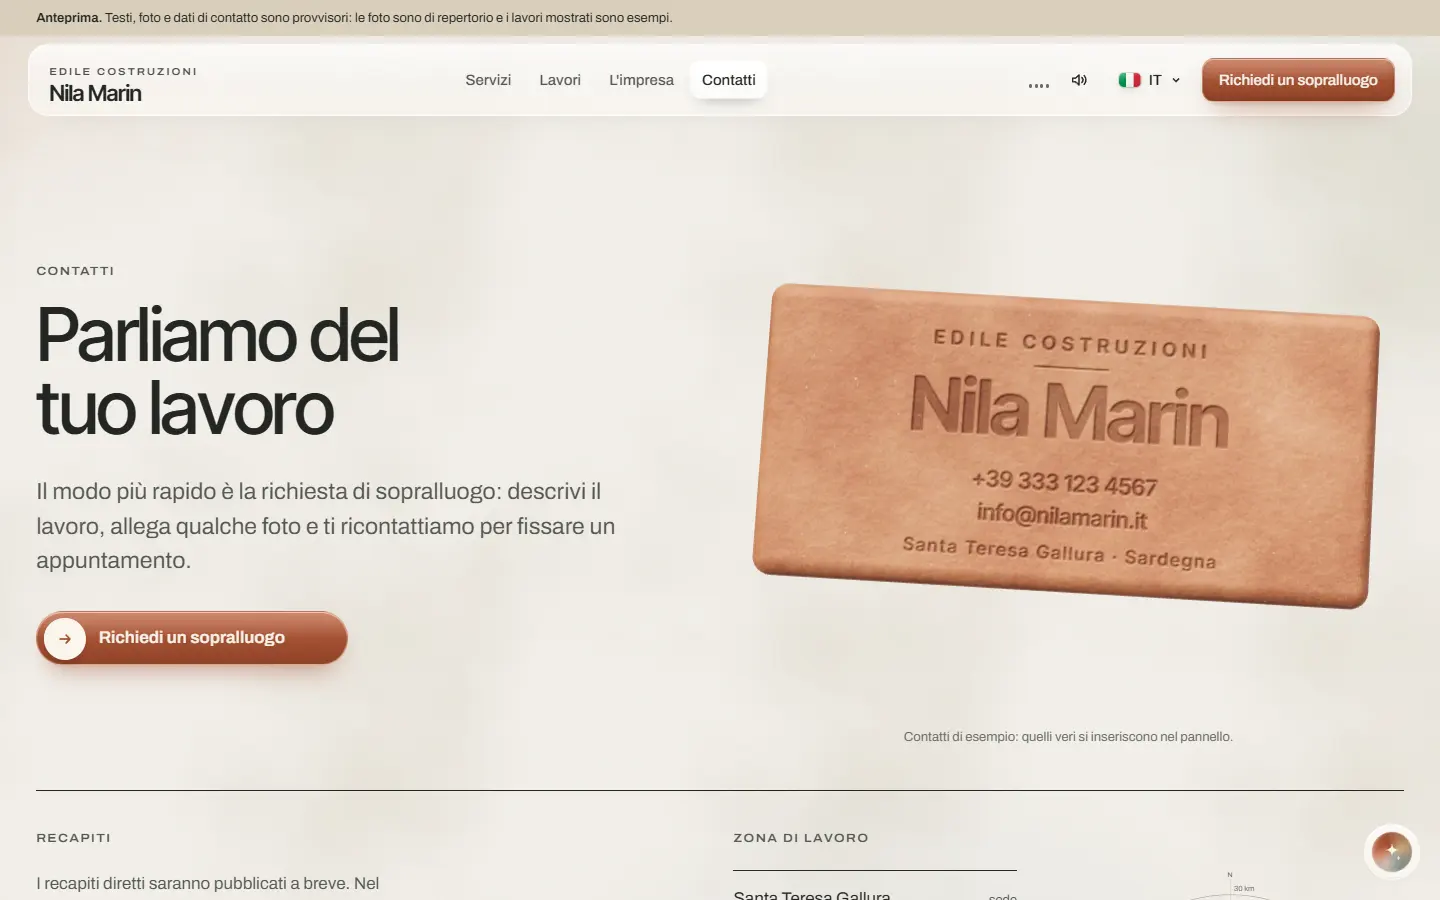 Anteprima. Testi, foto e dati di contatto sono provvisori: le foto sono di repertorio e i lavori mostrati sono esempi.
EDILE COSTRUZIONI
Nila Marin
Servizi
Lavori
L'impresa
Contatti
IT
Richiedi un sopralluogo
CONTATTI
Parliamo del
tuo lavoro
Il modo più rapido è la richiesta di sopralluogo: descrivi il
lavoro, allega qualche foto e ti ricontattiamo per fissare un
appuntamento.
Richiedi un sopralluogo
EDILE COSTRUZIONI
Nila Marin
+39 333 123 4567
info@nilamarin.it
Santa Teresa Gallura · Sardegna
Contatti di esempio: quelli veri si inseriscono nel pannello.
RECAPITI
I recapiti diretti saranno pubblicati a breve. Nel
ZONA DI LAVORO
Santa Teresa Gallura
sede
N
30 km